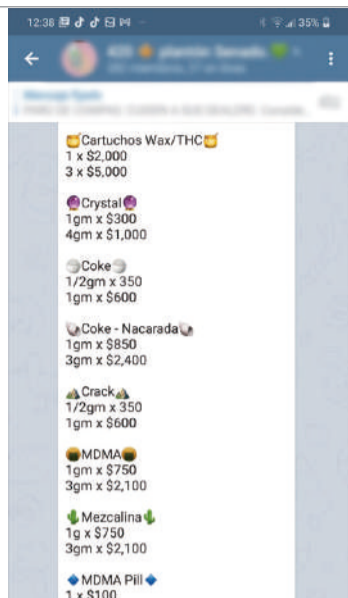 12:38
35%
🍯Cartuchos Wax/THC🍯
1 x $2,000
3 x $5,000
🔮Crystal🔮
1gm x $300
4gm x $1,000
Coke
1/2gm x 350
1gm x $600
🐚Coke - Nacarada🐚
1gm x $850
3gm x $2,400
⛰Crack⛰
1/2gm x 350
1gm x $600
MDMA
1gm x $750
3gm x $2,100
🌵Mezcalina🌵
1g x $750
3gm x $2,100
🔷MDMA Pill🔷
1 x $100